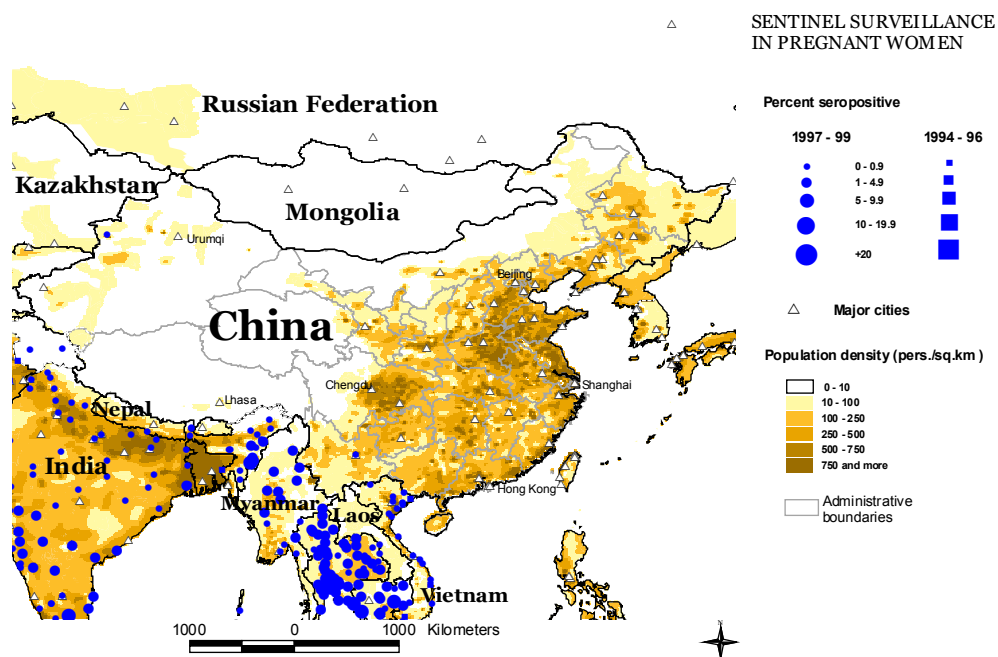 SENTINEL SURVEILLANCE
IN PREGNANT WOMEN
Percent seropositive
1997 - 99
1994 - 96
0 - 0.9
1 - 4.9
5 - 9.9
10 - 19.9
+20
Major cities
Population density (pers./sq.km )
0 - 10
10 - 100
100 - 250
250 - 500
500 - 750
750 and more
Administrative
boundaries
Russian Federation
Kazakhstan
Mongolia
Urumqi
Beijing
China
Chengdu
Shanghai
Lhasa
Nepal
India
Hong Kong
Myanmar
Laos
Vietnam
1000 0 1000 Kilometers
N